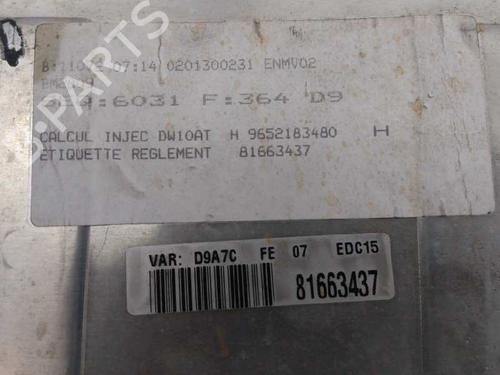 07:14 0201300231 ENMV02
6031 F:364 D9
CALCUL INJEC DW10AT H 9652183480 H
ETIQUETTE REGLEMENT 81663437
VAR: D9A7C FE 07 EDC15
81663437
B-PARTS